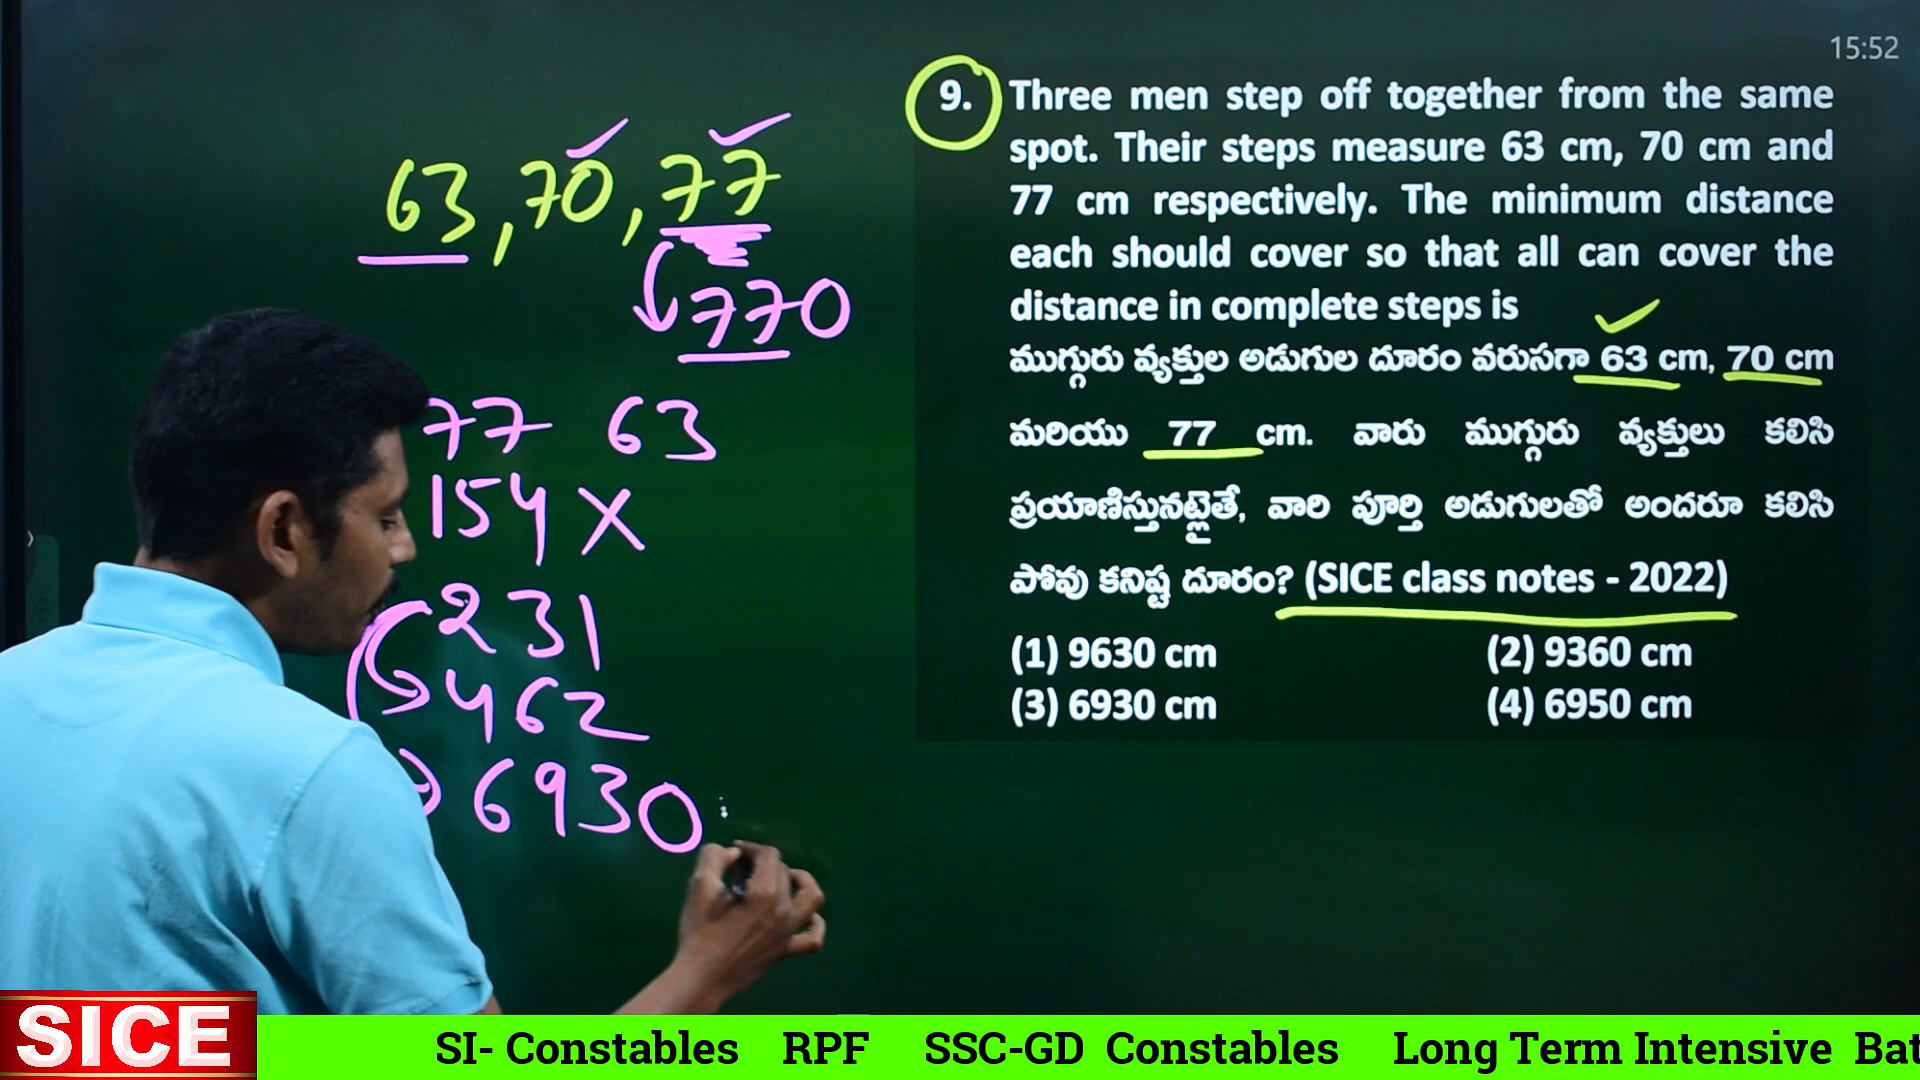 15:52
9. Three men step off together from the same
spot. Their steps measure 63 cm, 70 cm and
77 cm respectively. The minimum distance
each should cover so that all can cover the
distance in complete steps is
ముగ్గురు వ్యక్తుల అడుగుల దూరం వరుసగా 63 cm, 70 cm
మరియు 77 cm. వారు ముగ్గురు వ్యక్తులు కలిసి
ప్రయాణిస్తునట్లైతే, వారి పూర్తి అడుగులతో అందరూ కలిసి
పోవు కనిష్ట దూరం? (SICE class notes - 2022)
(1) 9630 cm (2) 9360 cm
(3) 6930 cm (4) 6950 cm
63, 70, 77
770
77 63
154 X
231
462
6930
SICE
SI- Constables RPF SSC-GD Constables Long Term Intensive Bat